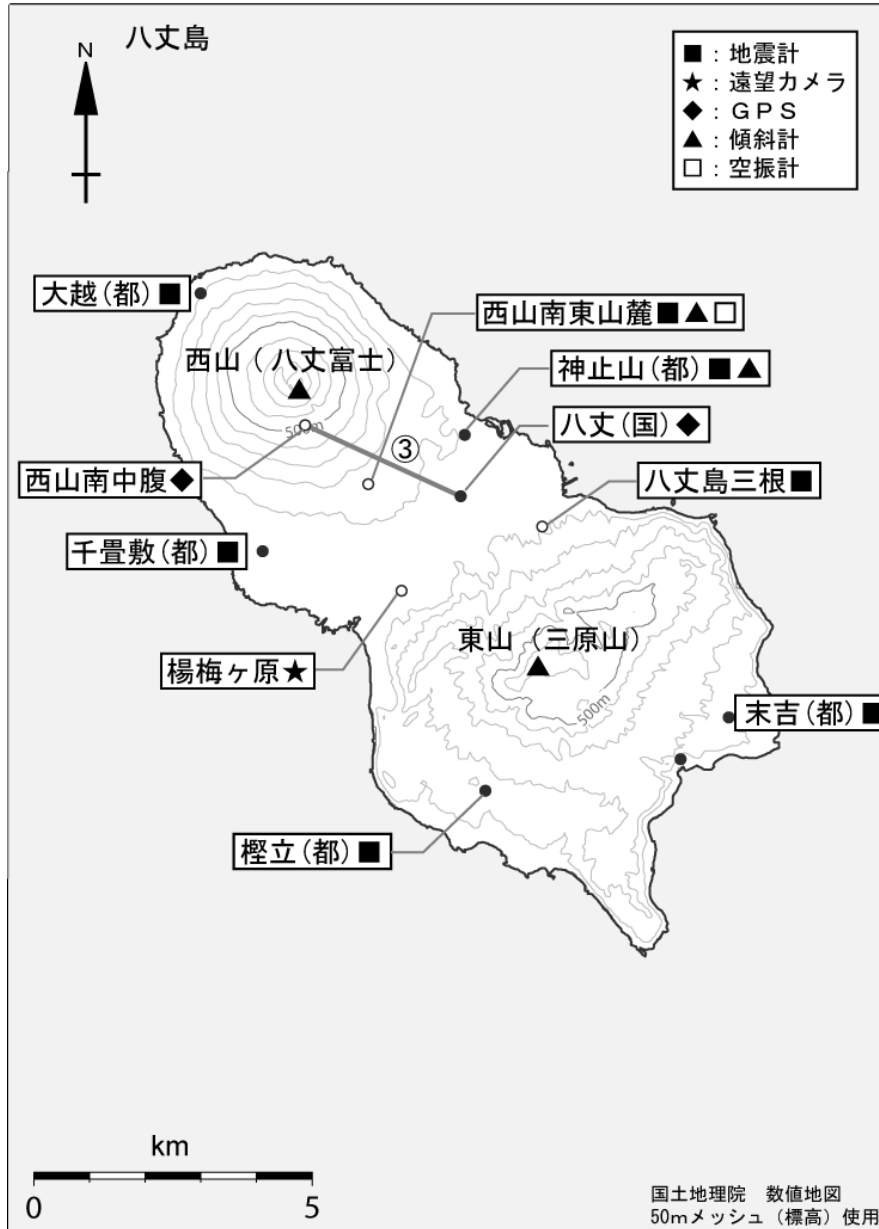 八丈島
N
■：地震計
★：遠望カメラ
◆：ＧＰＳ
▲：傾斜計
□：空振計
大越(都)■
西山南東山麓■▲□
西山（八丈富士）
神止山(都)■▲
八丈(国)◆
500m
③
西山南中腹◆
八丈島三根■
千畳敷(都)■
東山（三原山）
楊梅ヶ原★
500m
末吉(都)■
樫立(都)■
km
0 5
国土地理院 数値地図
50mメッシュ（標高）使用